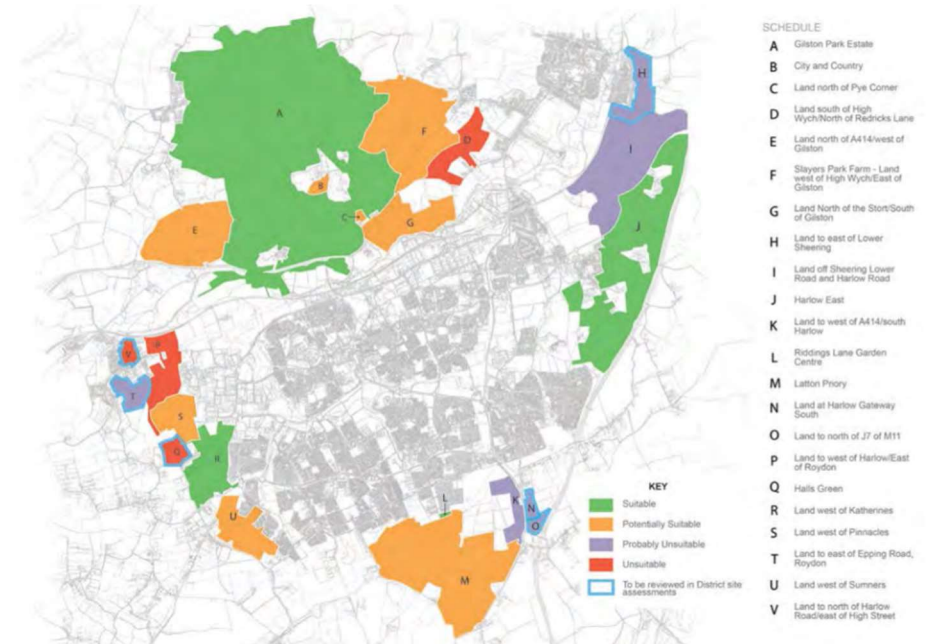 SCHEDULE
A Gilston Park Estate
B City and Country
C Land north of Pye Corner
D Land south of High
Wych/North of Redricks Lane
E Land north of A414/west of
Gilston
F Slayers Park Farm - Land
west of High Wych/East of
Gilston
G Land North of the Stort/South
of Gilston
H Land to east of Lower
Sheering
I Land off Sheering Lower
Road and Harlow Road
J Harlow East
K Land to west of A414/south
Harlow
L Riddings Lane Garden
Centre
M Latton Priory
N Land at Harlow Gateway
South
O Land to north of J7 of M11
P Land to west of Harlow/East
of Roydon
Q Halls Green
R Land west of Katherines
S Land west of Pinnacles
T Land to east of Epping Road,
Roydon
U Land west of Sumners
V Land to north of Harlow
Road/east of High Street
H
A
F
D
I
B
C
G
J
E
V
P
T
S
Q
R
U
L
K
N
O
M
KEY
Suitable
Potentially Suitable
Probably Unsuitable
Unsuitable
To be reviewed in District site
assessments